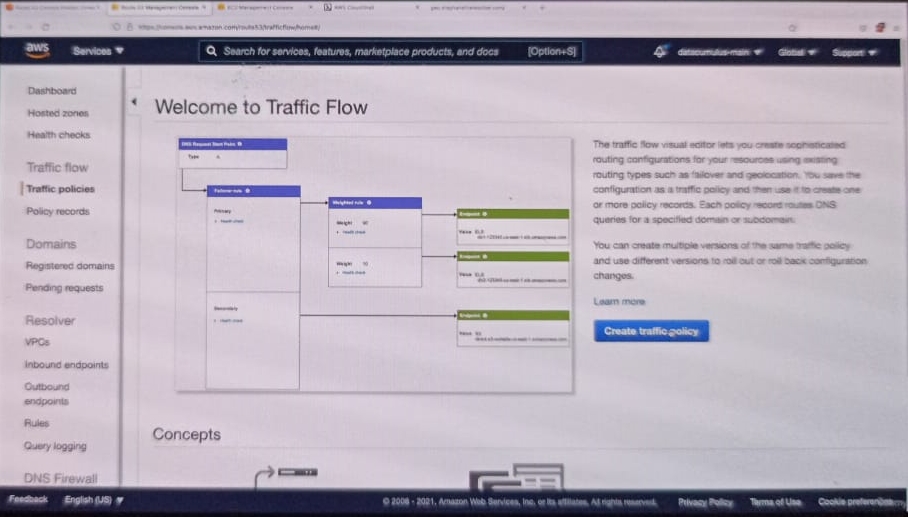 Route 53 Management Console
EC2 Management Console
AWS CloudShell
https://console.aws.amazon.com/route53/trafficflow/home#/
aws
Services
Search for services, features, marketplace products, and docs
[Option+S]
datacumulus-main
Global
Support
Dashboard
Hosted zones
Health checks
Traffic flow
Traffic policies
Policy records
Domains
Registered domains
Pending requests
Resolver
VPCs
Inbound endpoints
Outbound
endpoints
Rules
Query logging
DNS Firewall
Welcome to Traffic Flow
DNS Request Start Point
Type A
Failover rule
Primary
Health check
Secondary
Health check
Weighted rule
Weight
Health check
Weight
Health check
Endpoint
Value ELB
Endpoint
Value ELB
Endpoint
Value S3
The traffic flow visual editor lets you create sophisticated
routing configurations for your resources using existing
routing types such as failover and geolocation. You save the
configuration as a traffic policy and then use it to create one
or more policy records. Each policy record routes DNS
queries for a specified domain or subdomain.
You can create multiple versions of the same traffic policy
and use different versions to roll out or roll back configuration
changes.
Learn more
Create traffic policy
Concepts
Feedback
English (US)
© 2008 - 2021, Amazon Web Services, Inc. or its affiliates. All rights reserved.
Privacy Policy
Terms of Use
Cookie preferences